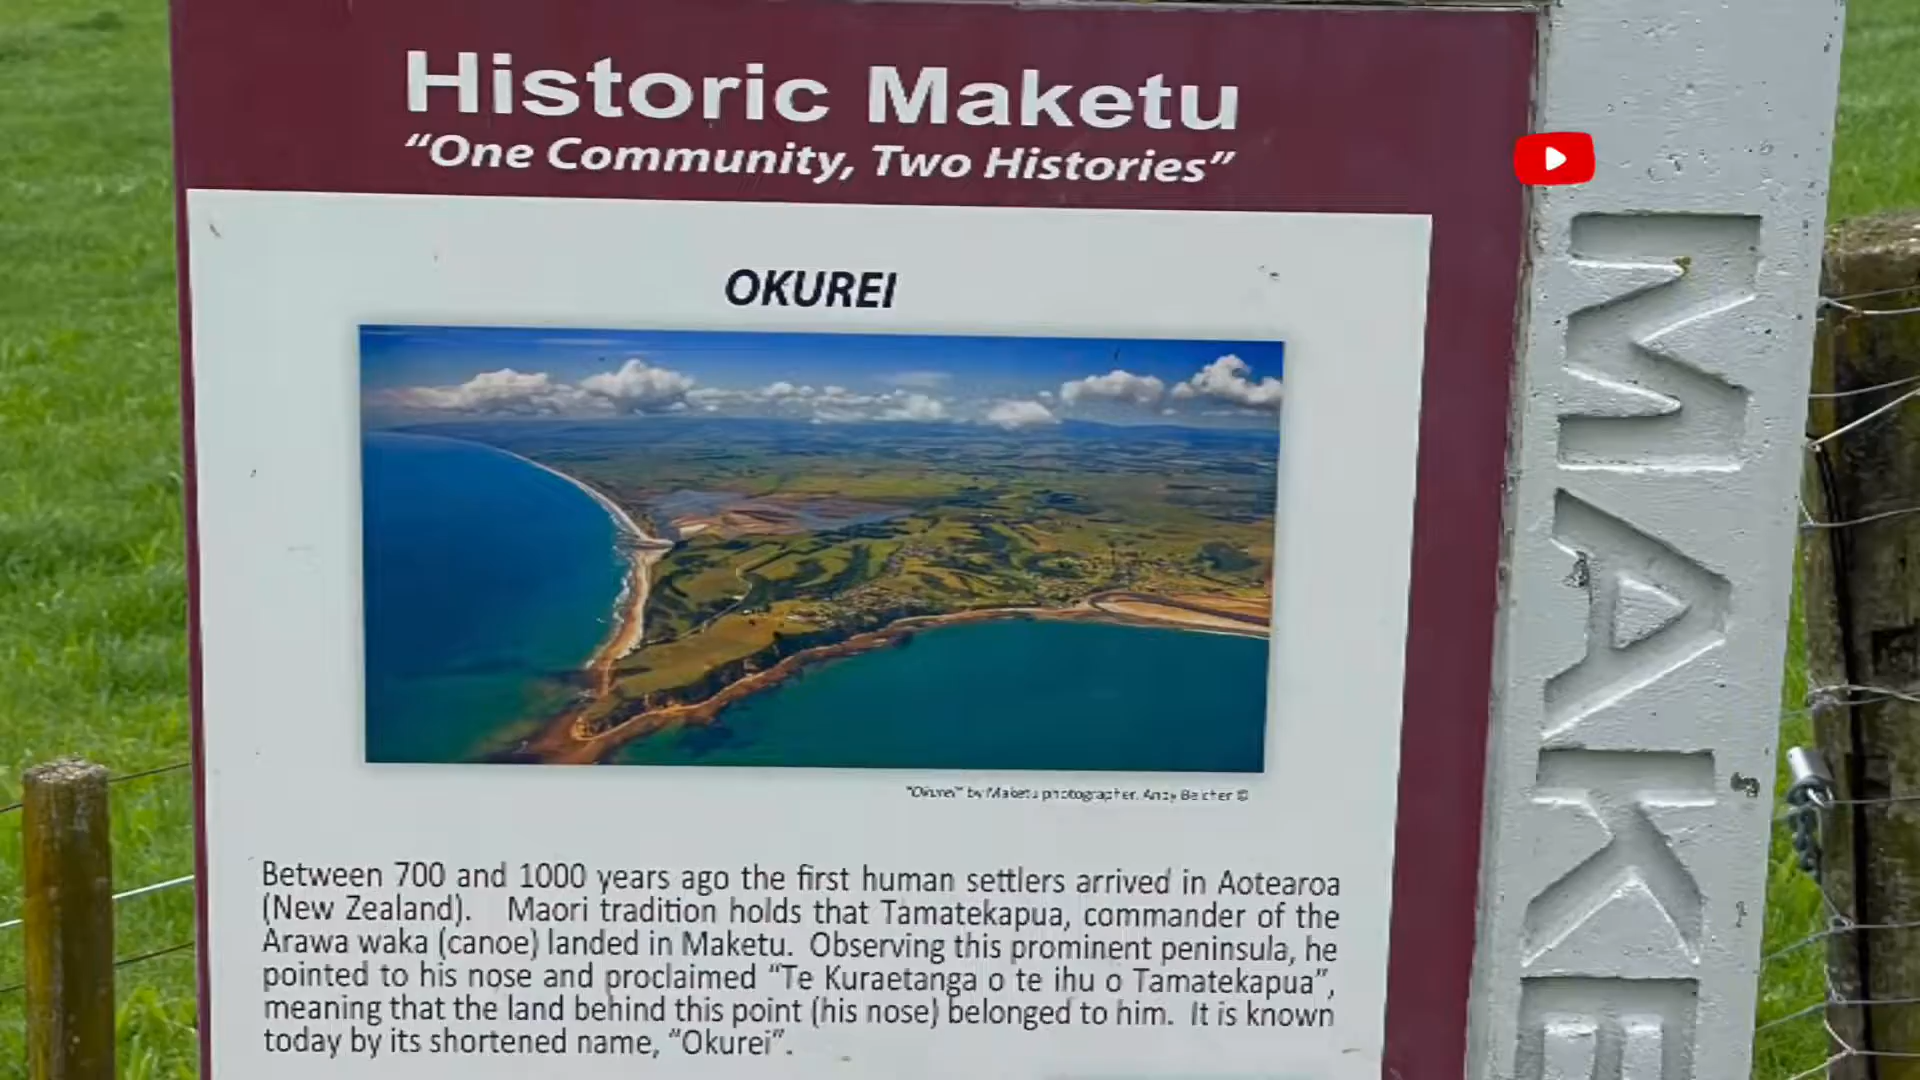 Historic Maketu
“One Community, Two Histories”
OKUREI
"Okurei" by Maketu photographer, Andy Belcher ©
Between 700 and 1000 years ago the first human settlers arrived in Aotearoa
(New Zealand). Maori tradition holds that Tamatekapua, commander of the
Arawa waka (canoe) landed in Maketu. Observing this prominent peninsula, he
pointed to his nose and proclaimed “Te Kuraetanga o te ihu o Tamatekapua”,
meaning that the land behind this point (his nose) belonged to him. It is known
today by its shortened name, “Okurei”.
MAKE